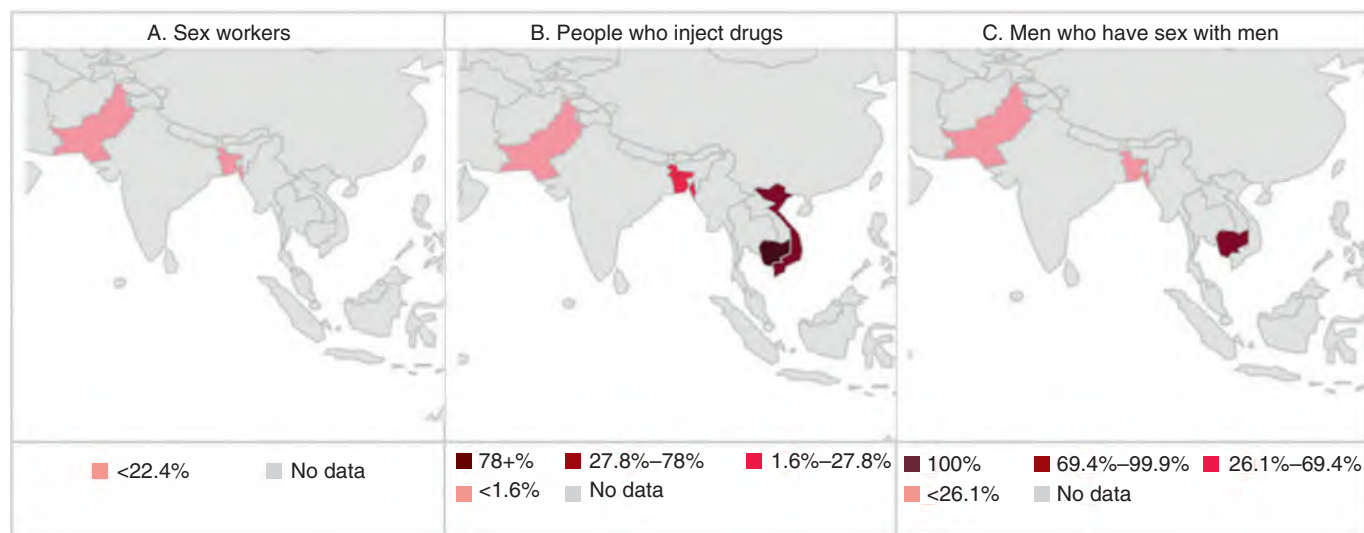 A. Sex workers
B. People who inject drugs
C. Men who have sex with men
<22.4%
No data
78+%
27.8%–78%
1.6%–27.8%
<1.6%
No data
100%
69.4%–99.9%
26.1%–69.4%
<26.1%
No data